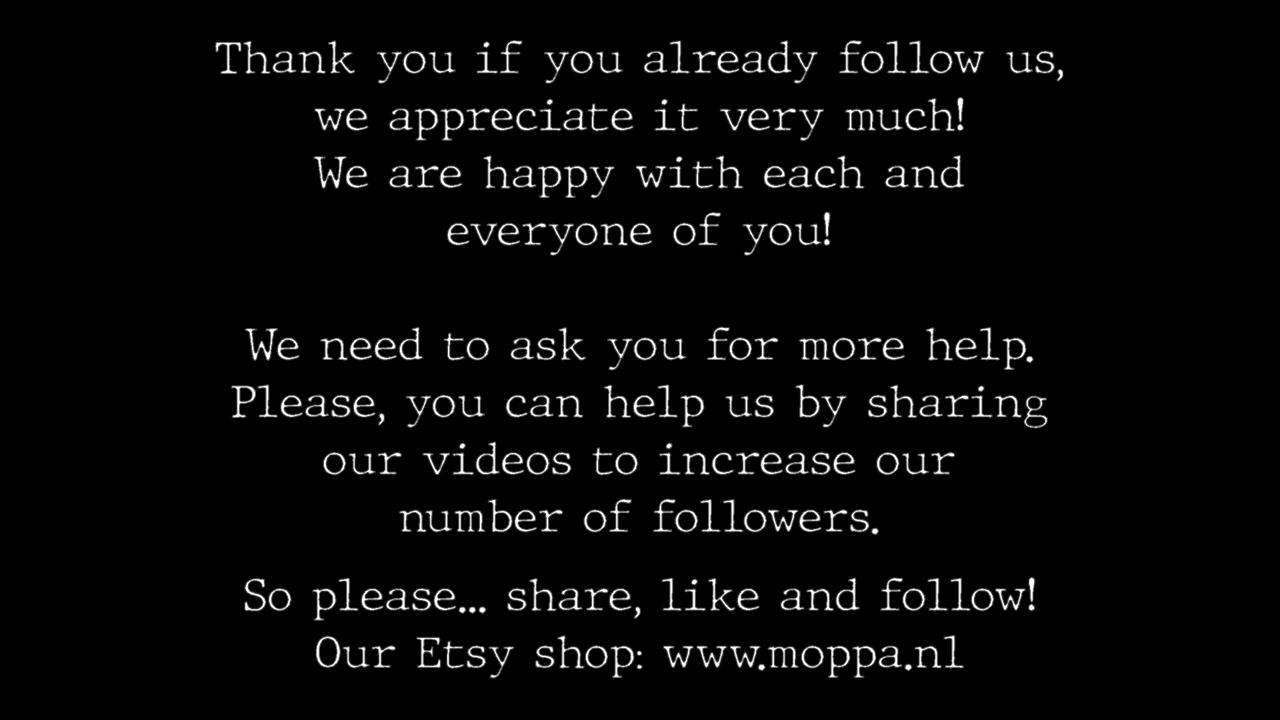 Thank you if you already follow us,
we appreciate it very much!
We are happy with each and
everyone of you!
We need to ask you for more help.
Please, you can help us by sharing
our videos to increase our
number of followers.
So please... share, like and follow!
Our Etsy shop: www.moppa.nl